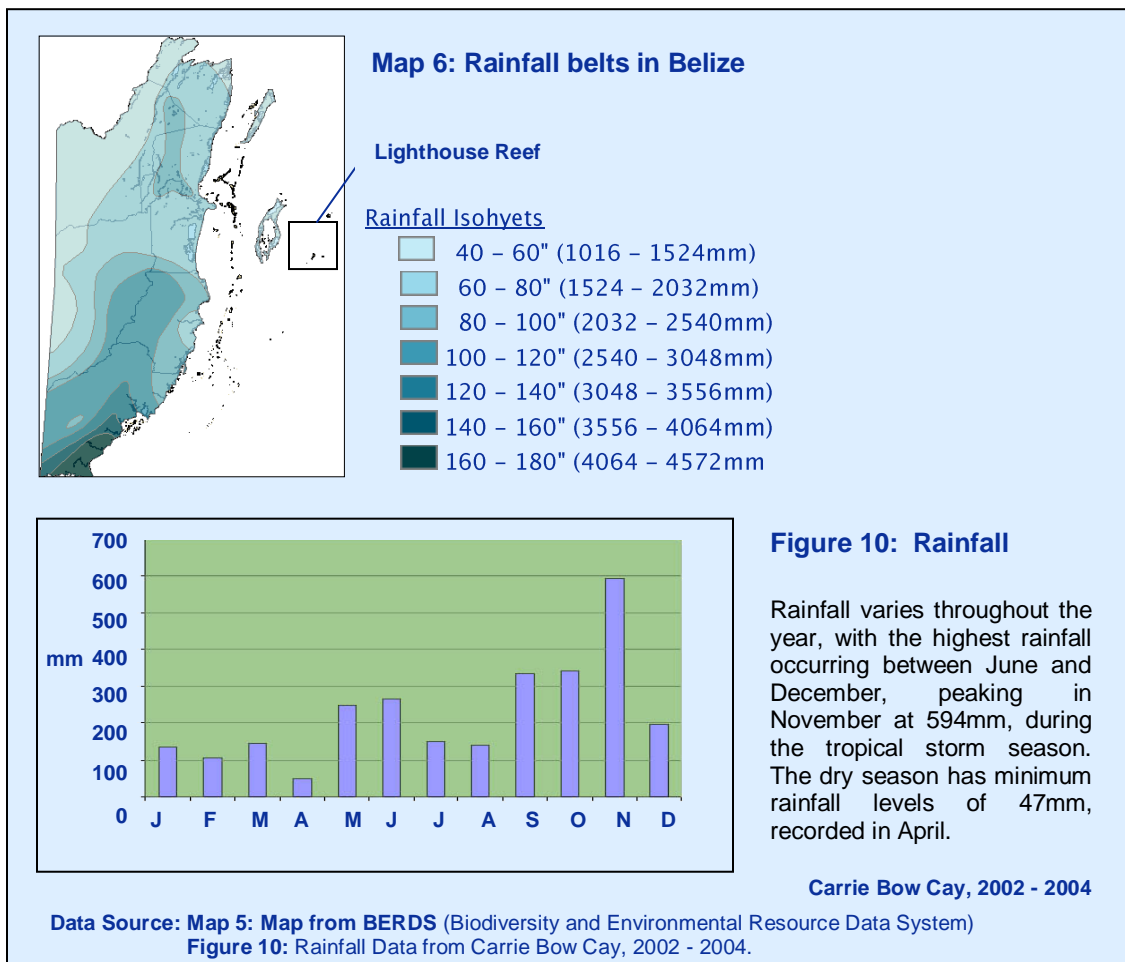 Map 6: Rainfall belts in Belize
Lighthouse Reef
Rainfall Isohyets
40 – 60" (1016 – 1524mm)
60 – 80" (1524 – 2032mm)
80 – 100" (2032 – 2540mm)
100 – 120" (2540 – 3048mm)
120 – 140" (3048 – 3556mm)
140 – 160" (3556 – 4064mm)
160 – 180" (4064 – 4572mm
700
600
500
mm 400
300
200
100
0
J F M A M J J A S O N D
Figure 10: Rainfall
Rainfall varies throughout the
year, with the highest rainfall
occurring between June and
December, peaking in
November at 594mm, during
the tropical storm season.
The dry season has minimum
rainfall levels of 47mm,
recorded in April.
Carrie Bow Cay, 2002 - 2004
Data Source: Map 5: Map from BERDS (Biodiversity and Environmental Resource Data System)
Figure 10: Rainfall Data from Carrie Bow Cay, 2002 - 2004.